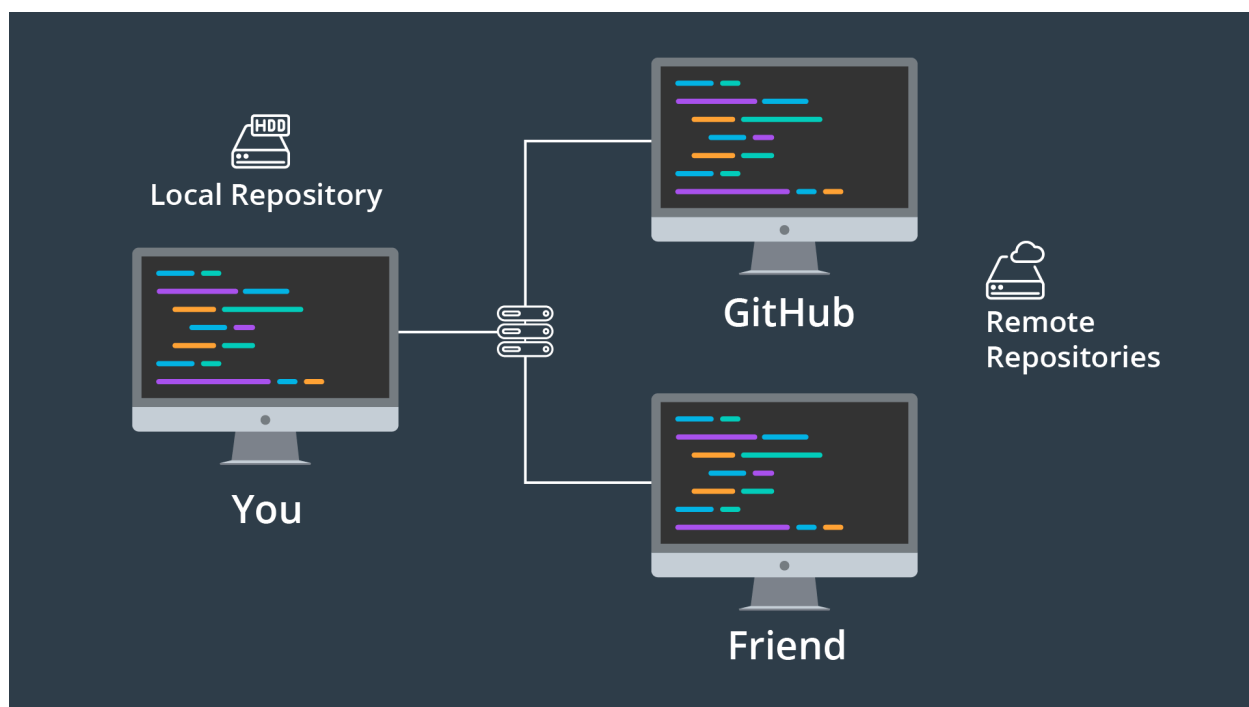 HDD
Local Repository
You
GitHub
Remote
Repositories
Friend